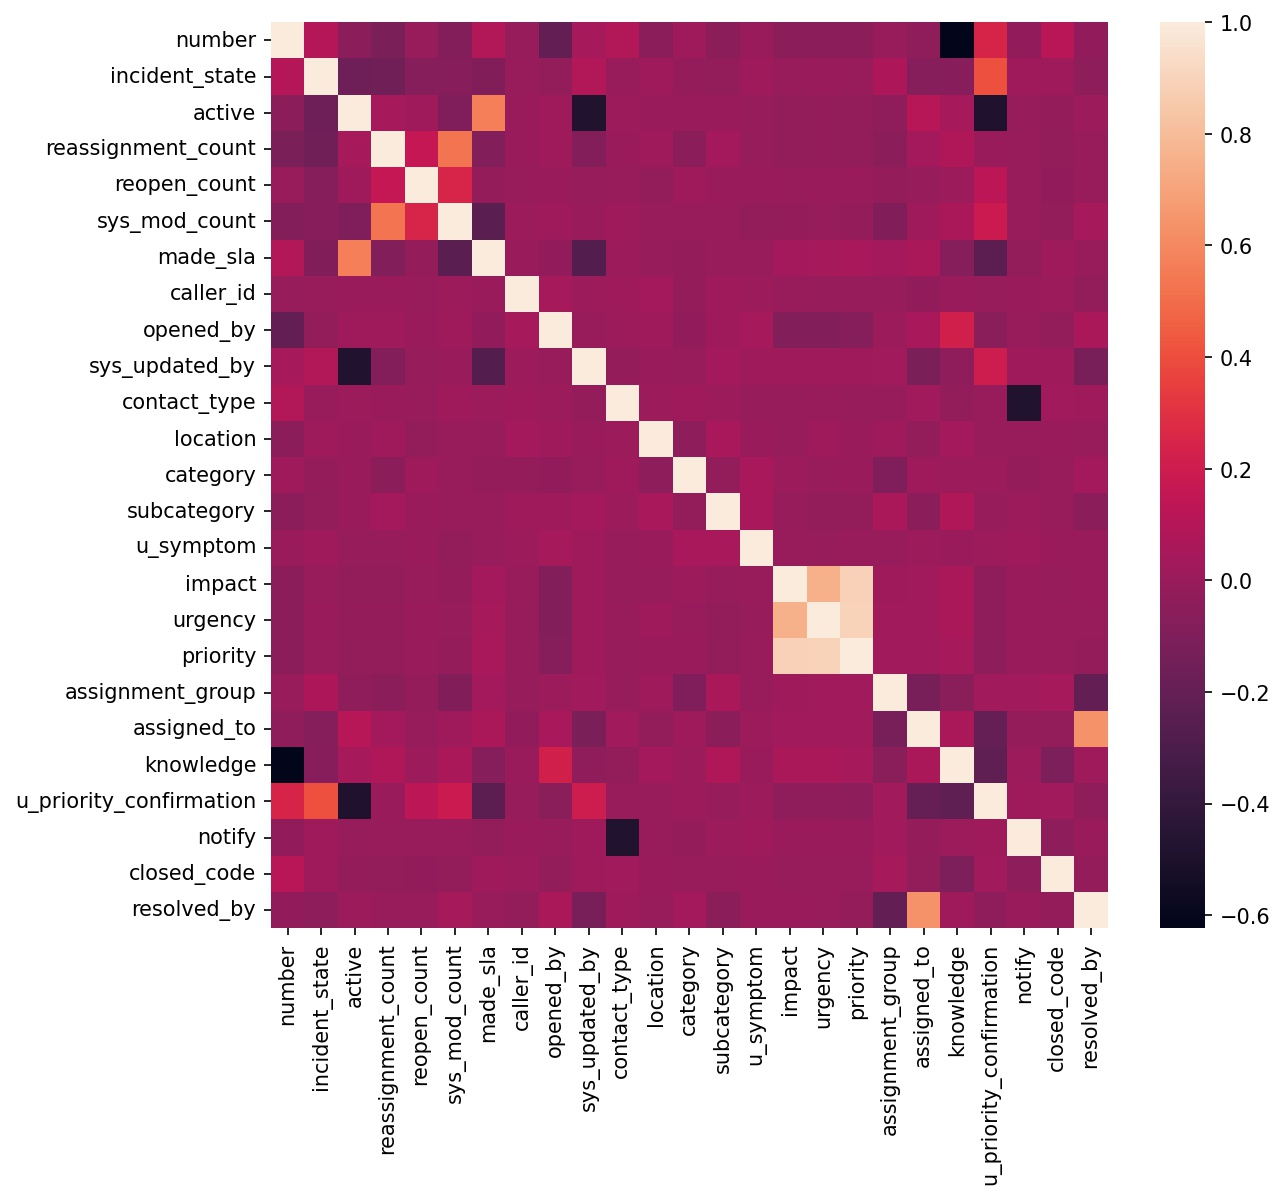 number
incident_state
active
reassignment_count
reopen_count
sys_mod_count
made_sla
caller_id
opened_by
sys_updated_by
contact_type
location
category
subcategory
u_symptom
impact
urgency
priority
assignment_group
assigned_to
knowledge
u_priority_confirmation
notify
closed_code
resolved_by
number
incident_state
active
reassignment_count
reopen_count
sys_mod_count
made_sla
caller_id
opened_by
sys_updated_by
contact_type
location
category
subcategory
u_symptom
impact
urgency
priority
assignment_group
assigned_to
knowledge
u_priority_confirmation
notify
closed_code
resolved_by
1.0
0.8
0.6
0.4
0.2
0.0
−0.2
−0.4
−0.6